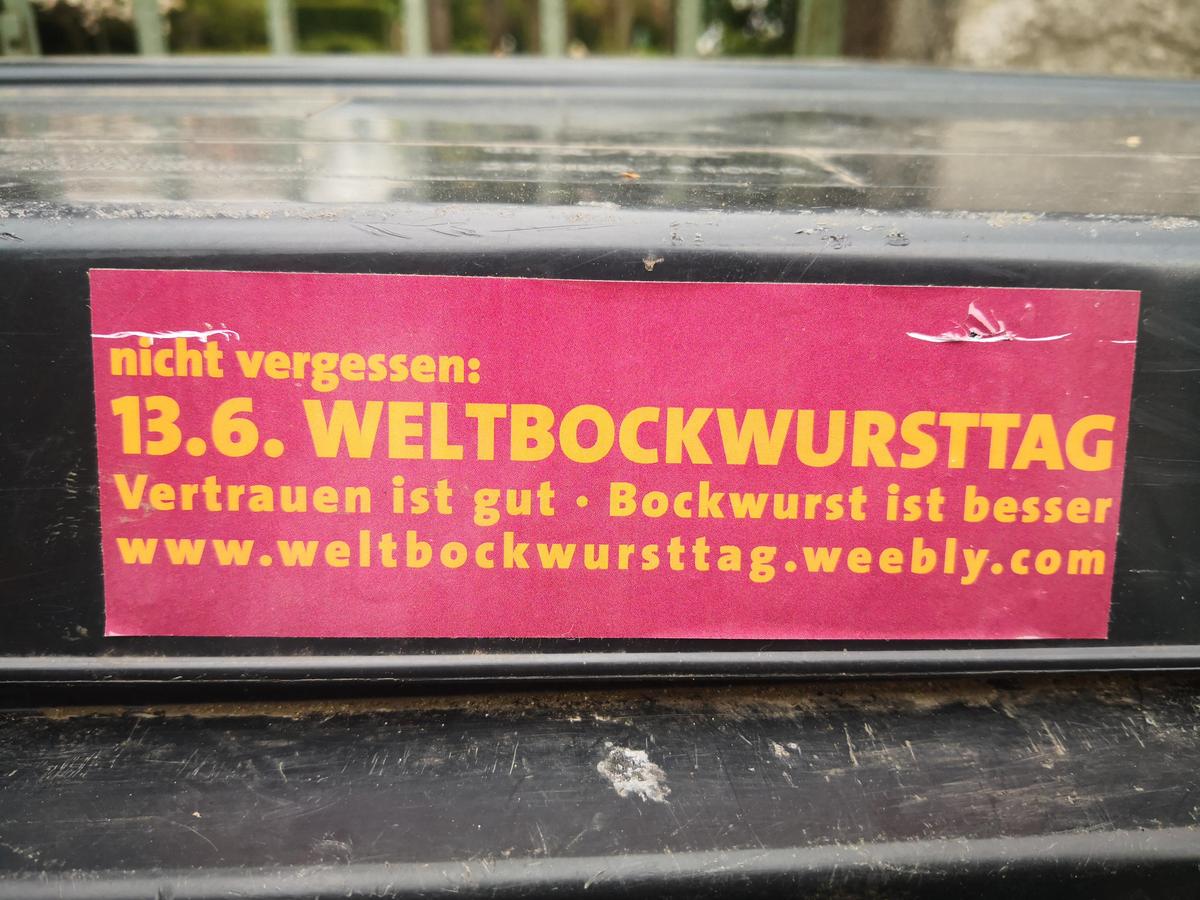 nicht vergessen:
13.6. WELTBOCKWURSTTAG
Vertrauen ist gut • Bockwurst ist besser
www.weltbockwursttag.weebly.com